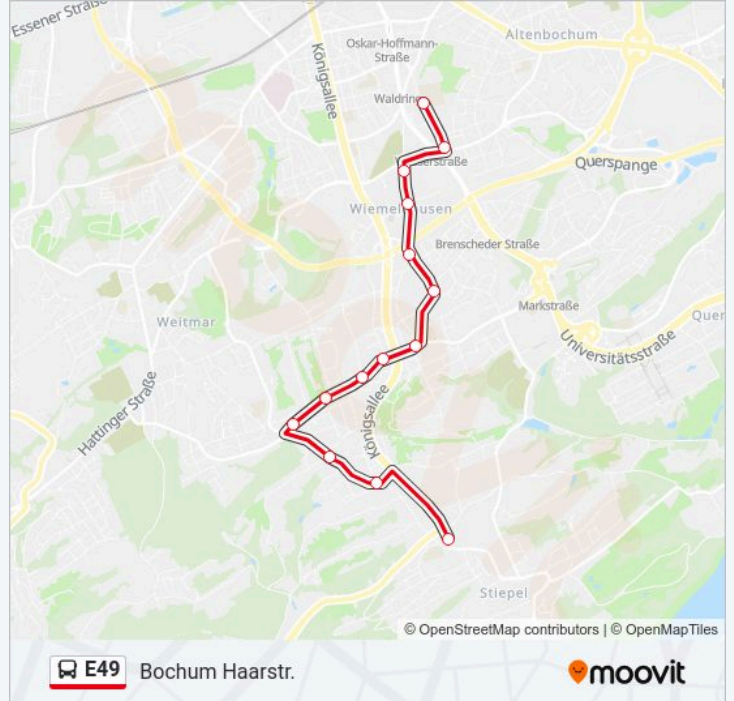 Essener Straße
Königsallee
Oskar-Hoffmann-
Straße
Altenbochum
Waldring
Wasserstraße
Querspange
Wiemelhausen
Brenscheder Straße
Markstraße
Weitmar
Quer
Universitätsstraße
Hattinger Straße
Königsallee
Stiepel
© OpenStreetMap contributors | © OpenMapTiles
E49 Bochum Haarstr.
moovit